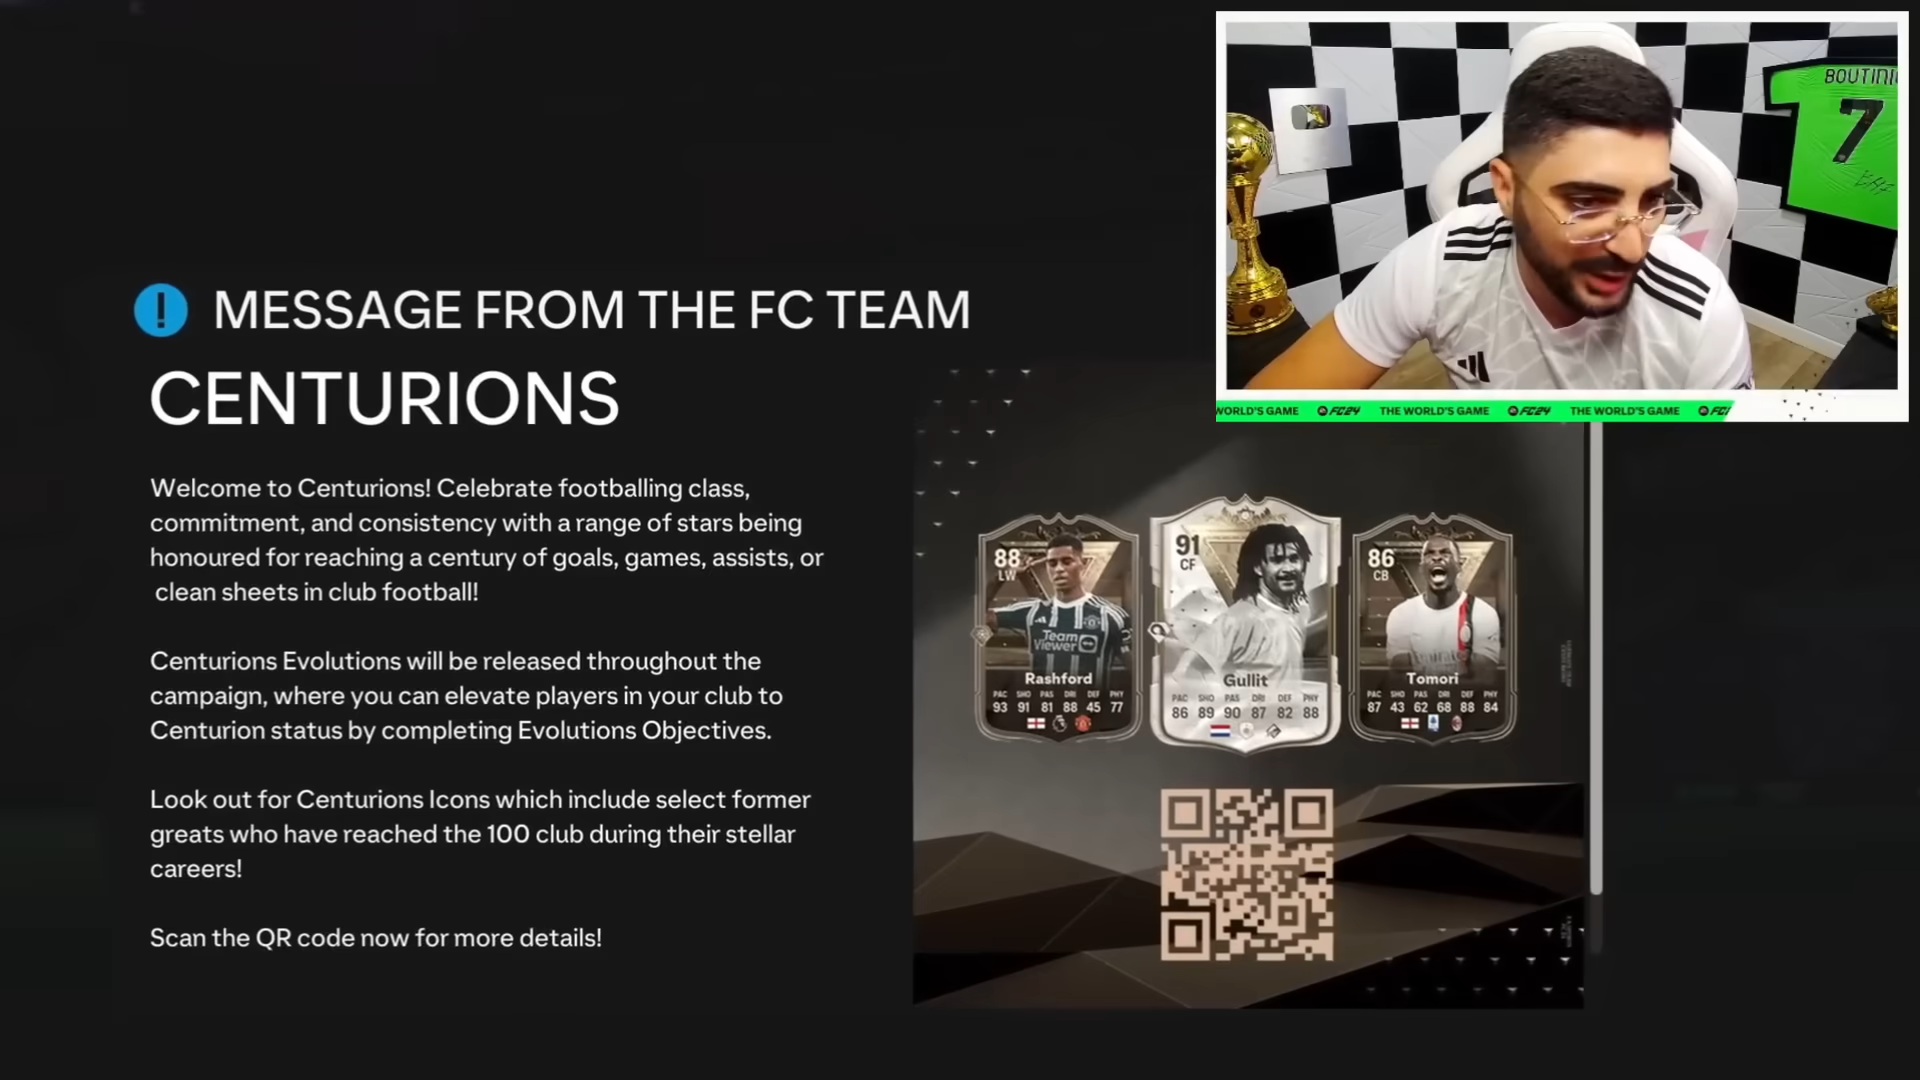 BOUTINI
7
WORLD'S GAME FC24 THE WORLD'S GAME FC24 THE WORLD'S GAME FC
! MESSAGE FROM THE FC TEAM
CENTURIONS
Welcome to Centurions! Celebrate footballing class,
commitment, and consistency with a range of stars being
honoured for reaching a century of goals, games, assists, or
clean sheets in club football!
Centurions Evolutions will be released throughout the
campaign, where you can elevate players in your club to
Centurion status by completing Evolutions Objectives.
Look out for Centurions Icons which include select former
greats who have reached the 100 club during their stellar
careers!
Scan the QR code now for more details!
88
LW
Team
Viewer
Rashford
PAC SHO PAS DRI DEF PHY
93 91 81 88 45 77
91
CF
Gullit
PAC SHO PAS DRI DEF PHY
86 89 90 87 82 88
86
CB
Tomori
PAC SHO PAS DRI DEF PHY
87 43 62 68 88 84